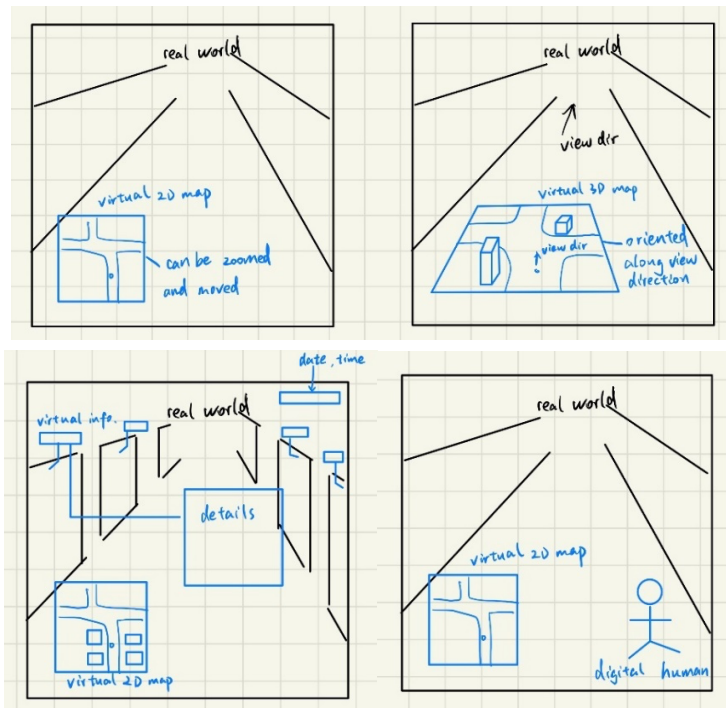 real world
virtual 2D map
can be zoomed
and moved
real world
view dir
virtual 3D map
view dir
oriented
along view
direction
date, time
virtual info.
real world
details
virtual 2D map
real world
virtual 2D map
digital human